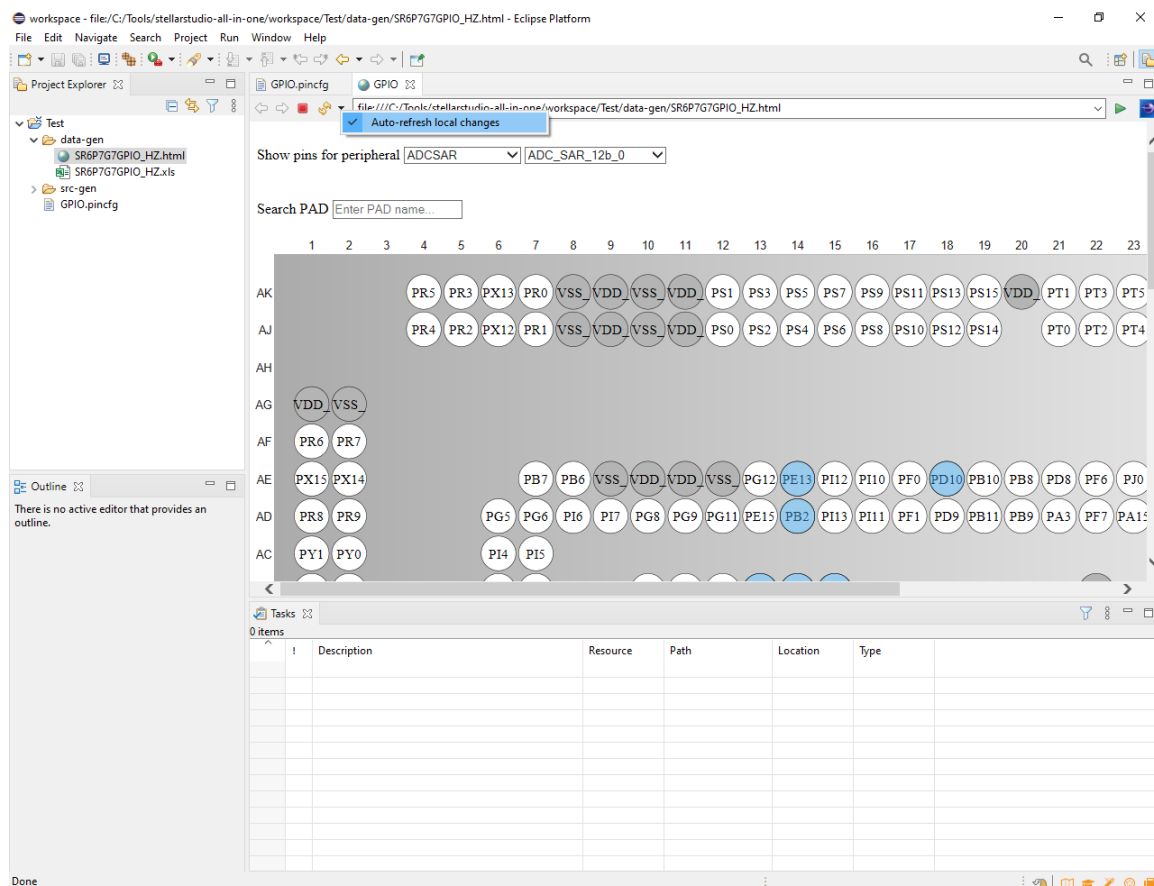 workspace - file:/C:/Tools/stellarstudio-all-in-one/workspace/Test/data-gen/SR6P7G7GPIO_HZ.html - Eclipse Platform
File Edit Navigate Search Project Run Window Help
Project Explorer
Test
data-gen
SR6P7G7GPIO_HZ.html
SR6P7G7GPIO_HZ.xls
src-gen
GPIO.pincfg
Outline
There is no active editor that provides an
outline.
GPIO.pincfg GPIO
file:///C:/Tools/stellarstudio-all-in-one/workspace/Test/data-gen/SR6P7G7GPIO_HZ.html
Auto-refresh local changes
Show pins for peripheral ADCSAR ADC_SAR_12b_0
Search PAD Enter PAD name...
1 2 3 4 5 6 7 8 9 10 11 12 13 14 15 16 17 18 19 20 21 22 23
AK PR5 PR3 PX13 PR0 VSS_ VDD_ VSS_ VDD_ PS1 PS3 PS5 PS7 PS9 PS11 PS13 PS15 VDD_ PT1 PT3 PT5
AJ PR4 PR2 PX12 PR1 VSS_ VDD_ VSS_ VDD_ PS0 PS2 PS4 PS6 PS8 PS10 PS12 PS14 PT0 PT2 PT4
AH
AG VDD_ VSS_
AF PR6 PR7
AE PX15 PX14 PB7 PB6 VSS_ VDD_ VDD_ VSS_ PG12 PE13 PI12 PI10 PF0 PD10 PB10 PB8 PD8 PF6 PJ0
AD PR8 PR9 PG5 PG6 PI6 PI7 PG8 PG9 PG11 PE15 PB2 PI13 PI11 PF1 PD9 PB11 PB9 PA3 PF7 PA15
AC PY1 PY0 PI4 PI5
Tasks
0 items
! Description Resource Path Location Type
Done